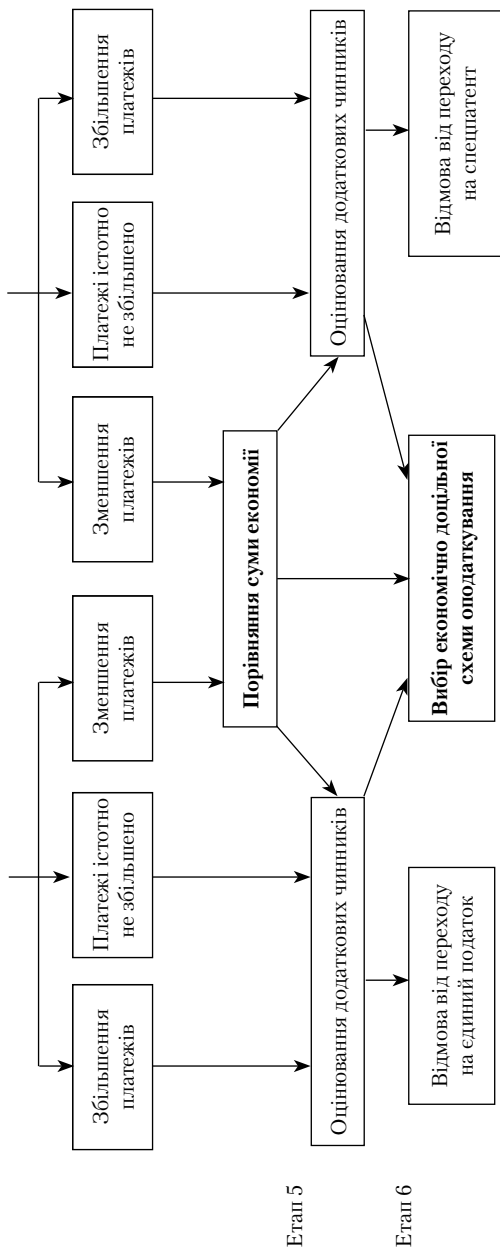 Збільшення
платежів
Платежі істотно
не збільшено
Зменшення
платежів
Зменшення
платежів
Платежі істотно
не збільшено
Збільшення
платежів
Порівняння суми економії
Етап 5
Оцінювання додаткових чинників
Оцінювання додаткових чинників
Етап 6
Відмова від переходу
на єдиний податок
Вибір економічно доцільної
схеми оподаткування
Відмова від переходу
на спецпатент